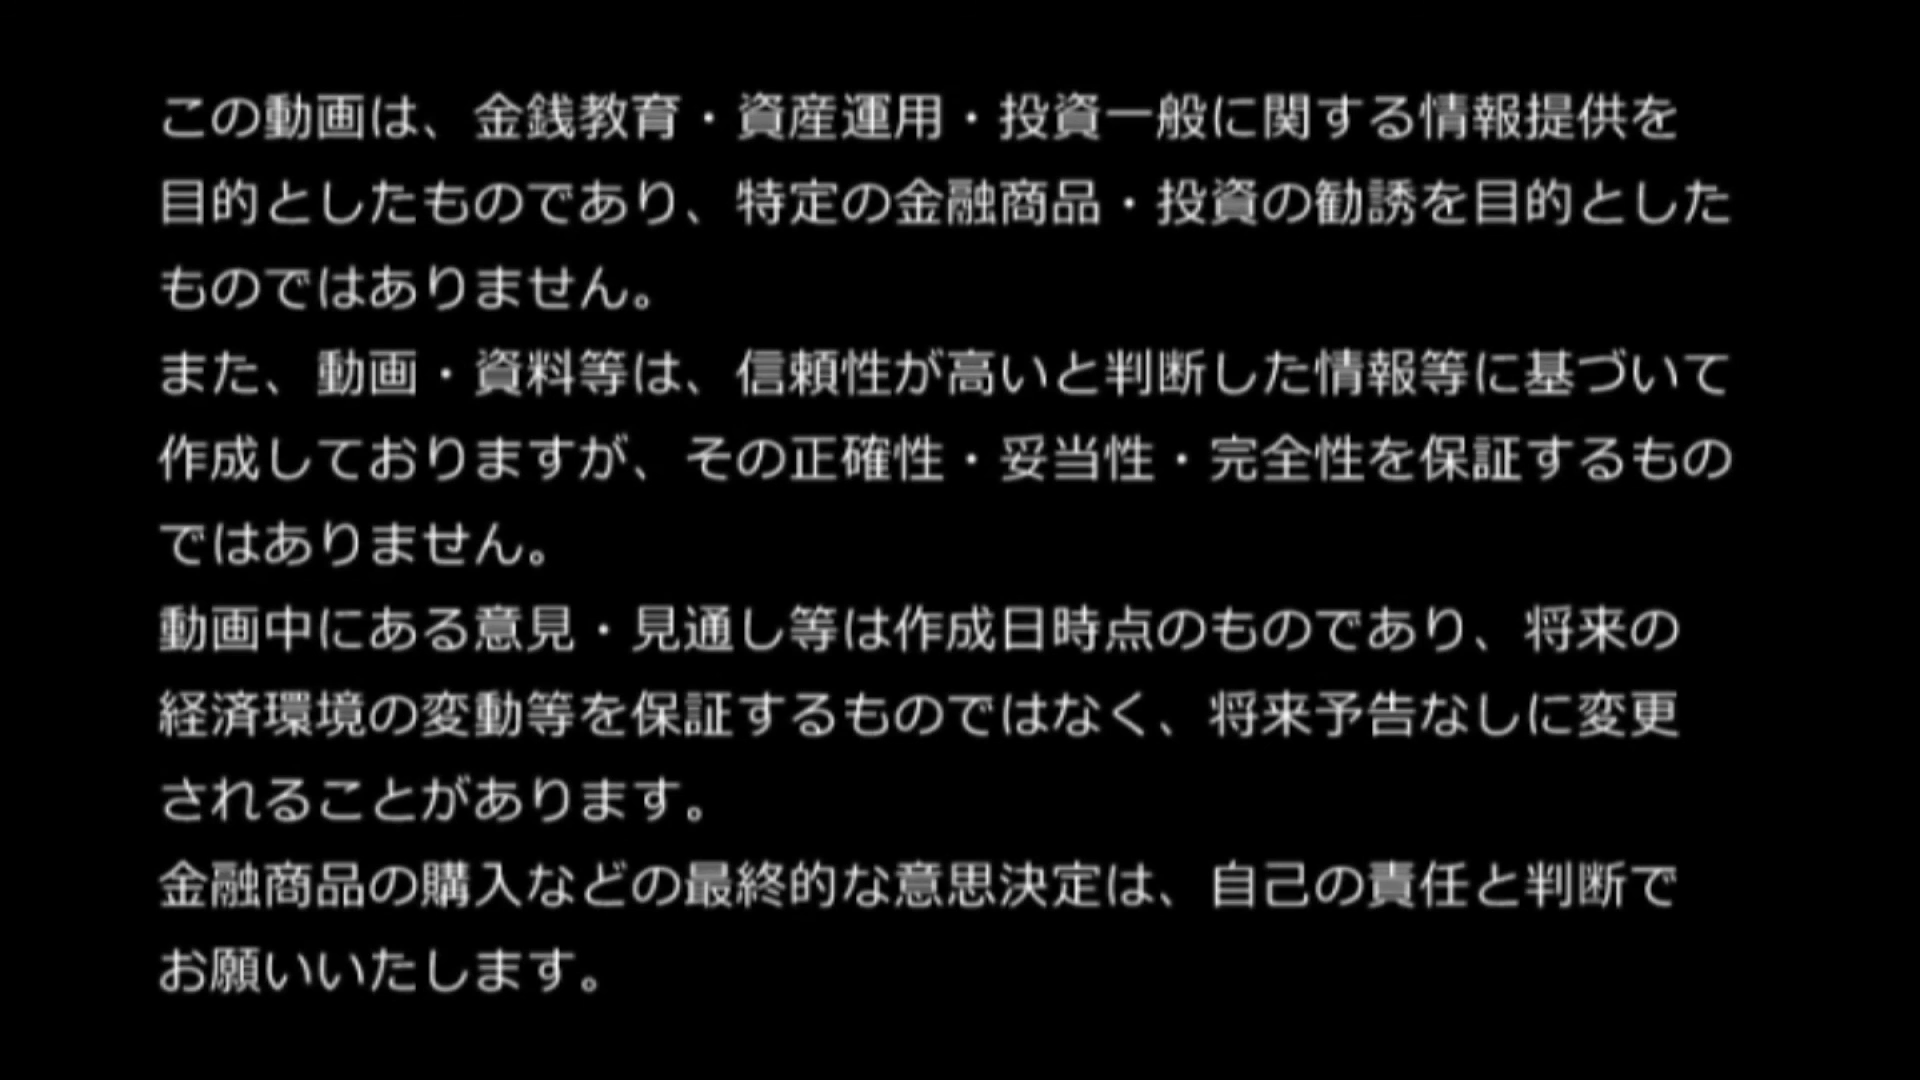 この動画は、金銭教育・資産運用・投資一般に関する情報提供を
目的としたものであり、特定の金融商品・投資の勧誘を目的とした
ものではありません。
また、動画・資料等は、信頼性が高いと判断した情報等に基づいて
作成しておりますが、その正確性・妥当性・完全性を保証するもの
ではありません。
動画中にある意見・見通し等は作成日時点のものであり、将来の
経済環境の変動等を保証するものではなく、将来予告なしに変更
されることがあります。
金融商品の購入などの最終的な意思決定は、自己の責任と判断で
お願いいたします。